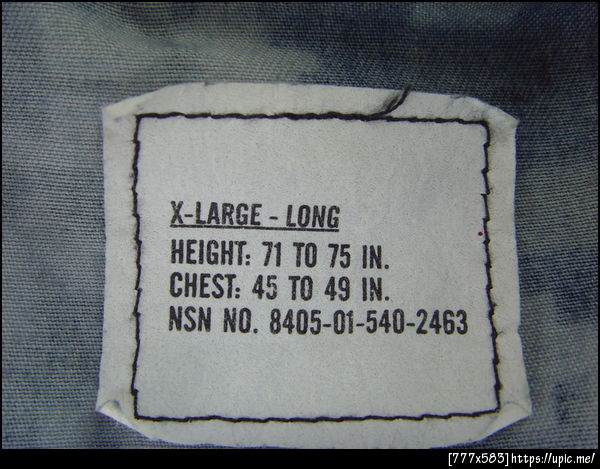 X-LARGE - LONG
HEIGHT: 71 TO 75 IN.
CHEST: 45 TO 49 IN.
NSN NO. 8405-01-540-2463
[777x583]https://upic.me/